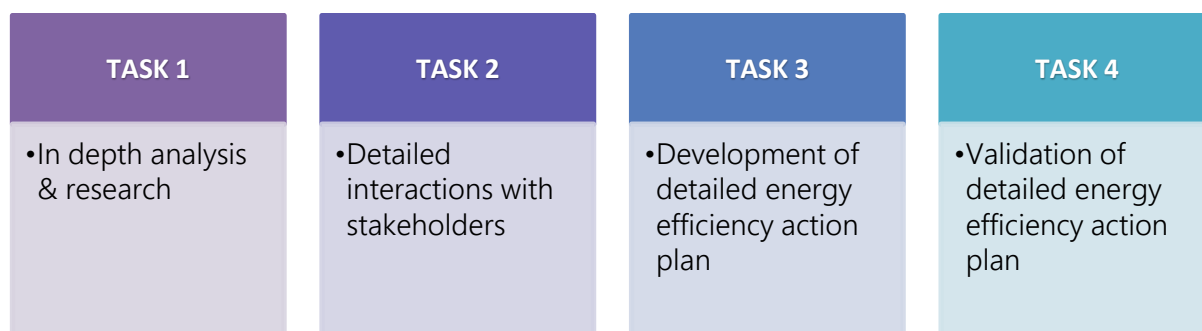 TASK 1
•In depth analysis
& research
TASK 2
•Detailed
interactions with
stakeholders
TASK 3
•Development of
detailed energy
efficiency action
plan
TASK 4
•Validation of
detailed energy
efficiency action
plan